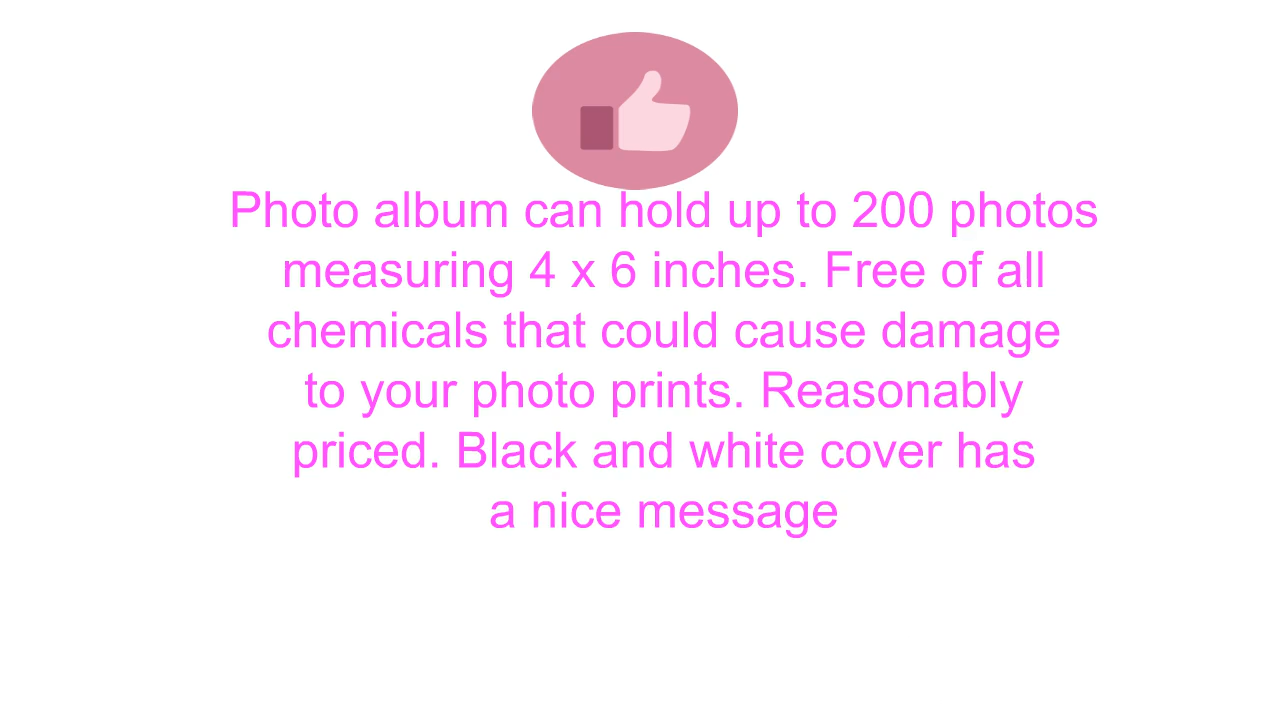 Photo album can hold up to 200 photos
measuring 4 x 6 inches. Free of all
chemicals that could cause damage
to your photo prints. Reasonably
priced. Black and white cover has
a nice message